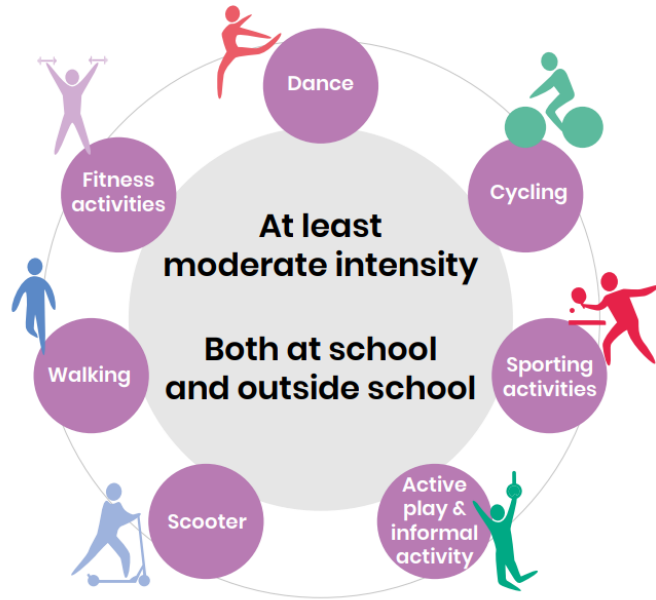 Dance
Cycling
Sporting
activities
Active
play &
informal
activity
Scooter
Walking
Fitness
activities
At least
moderate intensity
Both at school
and outside school